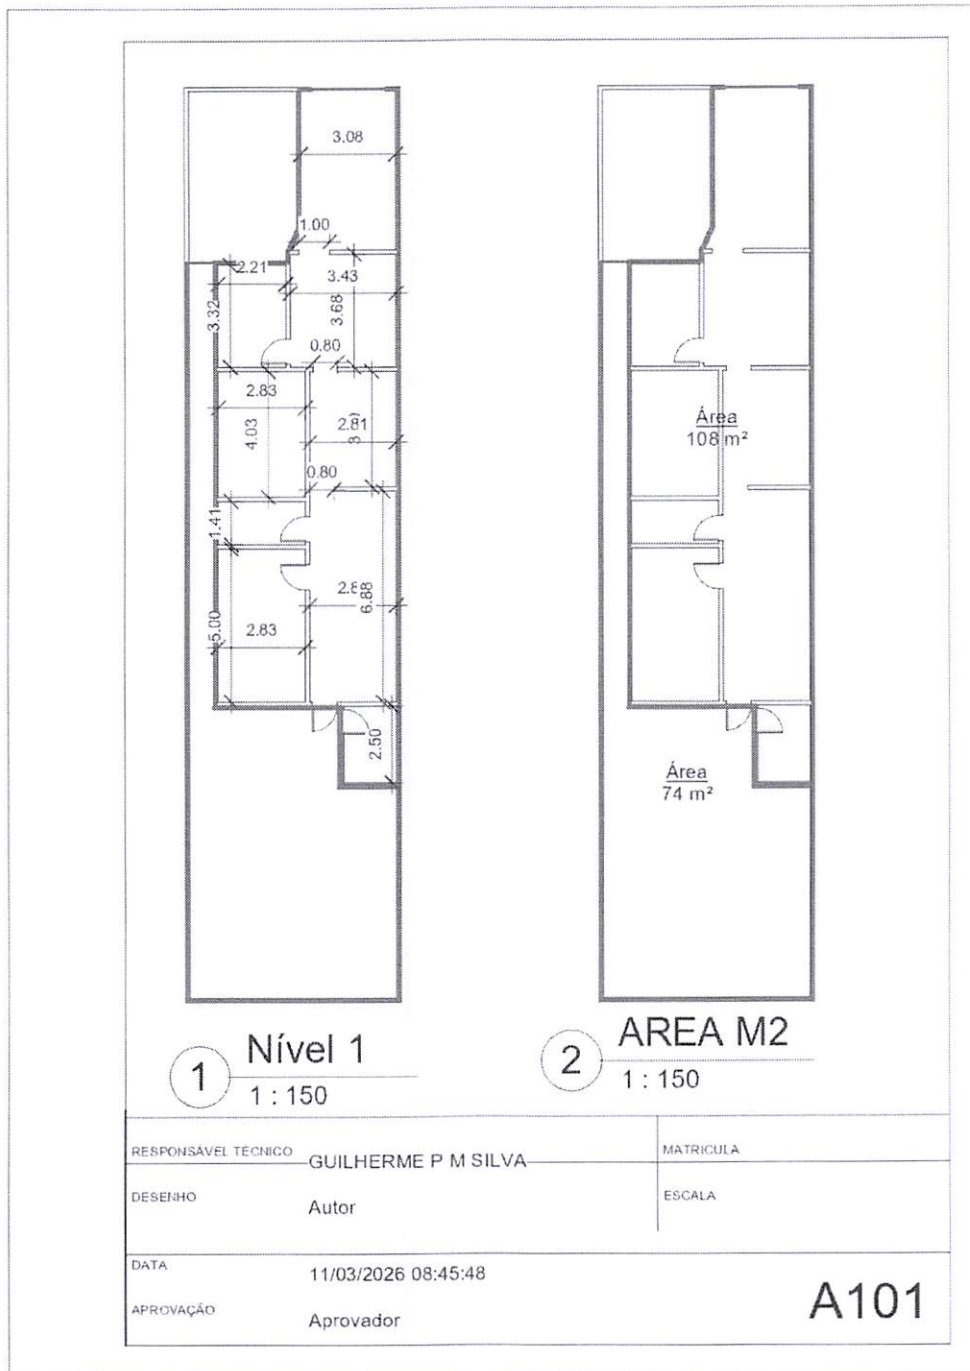 3.08
1.00
2.21
3.43
3.32
3.68
0.80
2.83
4.03
2.81
0.80
1.41
6.88
5.00
2.83
2.50
Área
108 m²
Área
74 m²
1
Nível 1
1 : 150
2
AREA M2
1 : 150
RESPONSÁVEL TÉCNICO
GUILHERME P M SILVA
MATRICULA
DESENHO
Autor
ESCALA
DATA
11/03/2026 08:45:48
APROVAÇÃO
Aprovador
A101